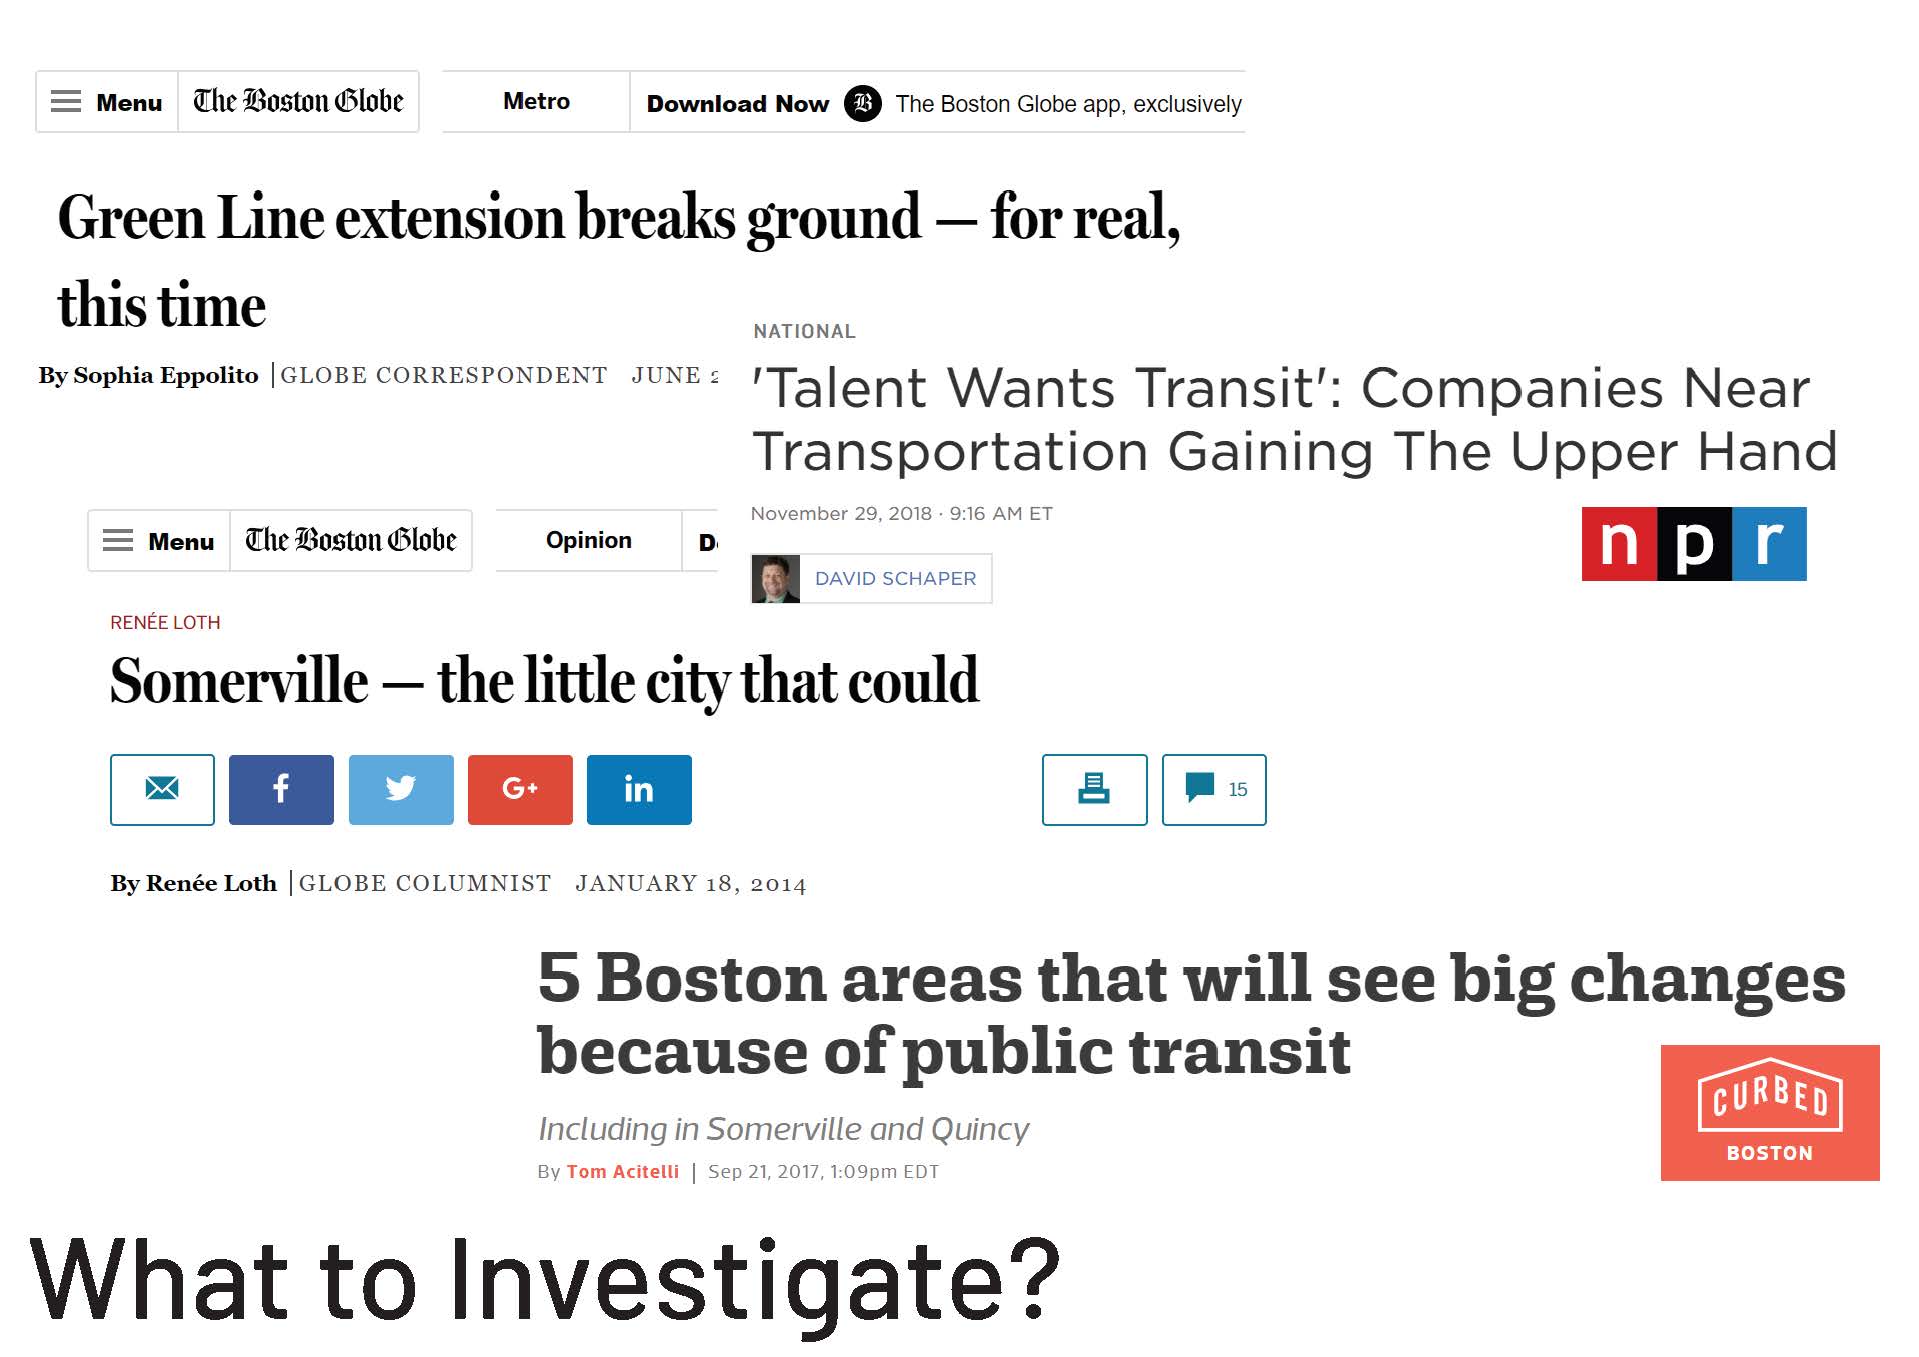 Menu The Boston Globe Metro Download Now B The Boston Globe app, exclusively
Green Line extension breaks ground — for real,
this time
By Sophia Eppolito | GLOBE CORRESPONDENT JUNE 2
NATIONAL
'Talent Wants Transit': Companies Near
Transportation Gaining The Upper Hand
November 29, 2018 · 9:16 AM ET
DAVID SCHAPER
npr
Menu The Boston Globe Opinion D
RENÉE LOTH
Somerville — the little city that could
f G+ in 15
By Renée Loth | GLOBE COLUMNIST JANUARY 18, 2014
5 Boston areas that will see big changes
because of public transit
Including in Somerville and Quincy
By Tom Acitelli | Sep 21, 2017, 1:09pm EDT
CURBED
BOSTON
What to Investigate?